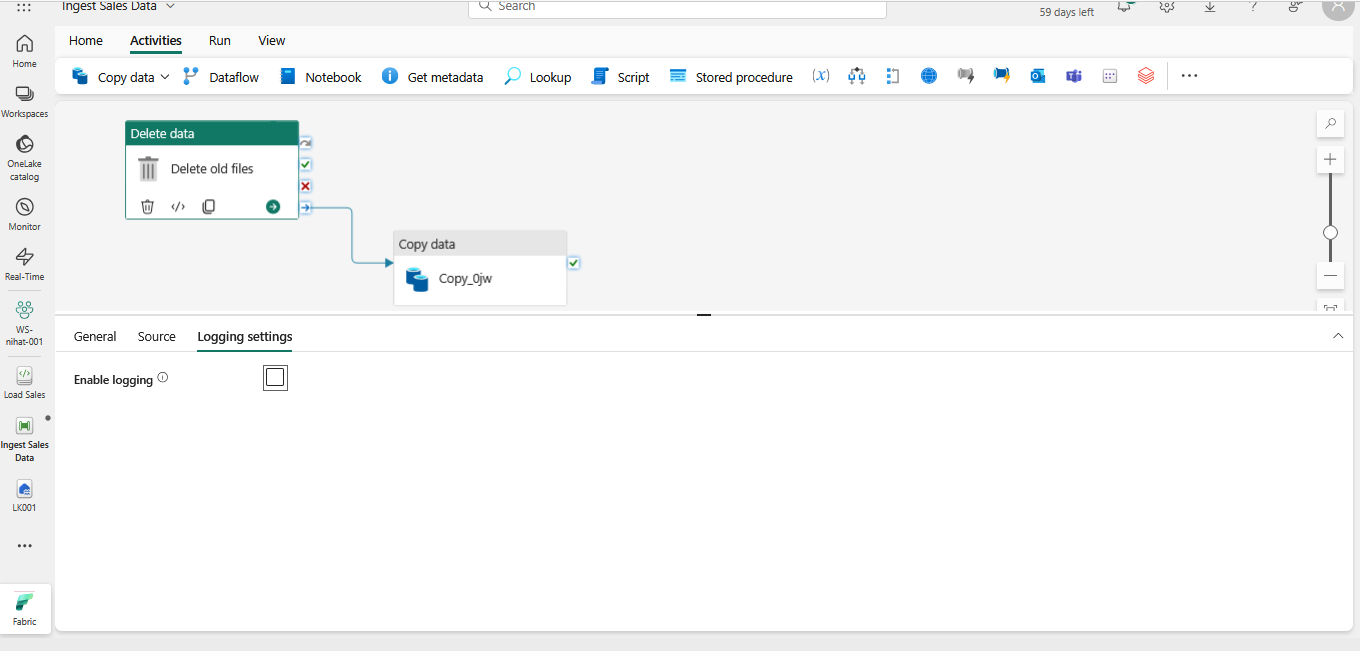 Ingest Sales Data
Search
59 days left
Home
Activities
Run
View
Copy data
Dataflow
Notebook
Get metadata
Lookup
Script
Stored procedure
(x)
Home
Workspaces
OneLake
catalog
Monitor
Real-Time
WS-
nihat-001
Load Sales
Ingest Sales
Data
LK001
Fabric
Delete data
Delete old files
Copy data
Copy_0jw
General
Source
Logging settings
Enable logging